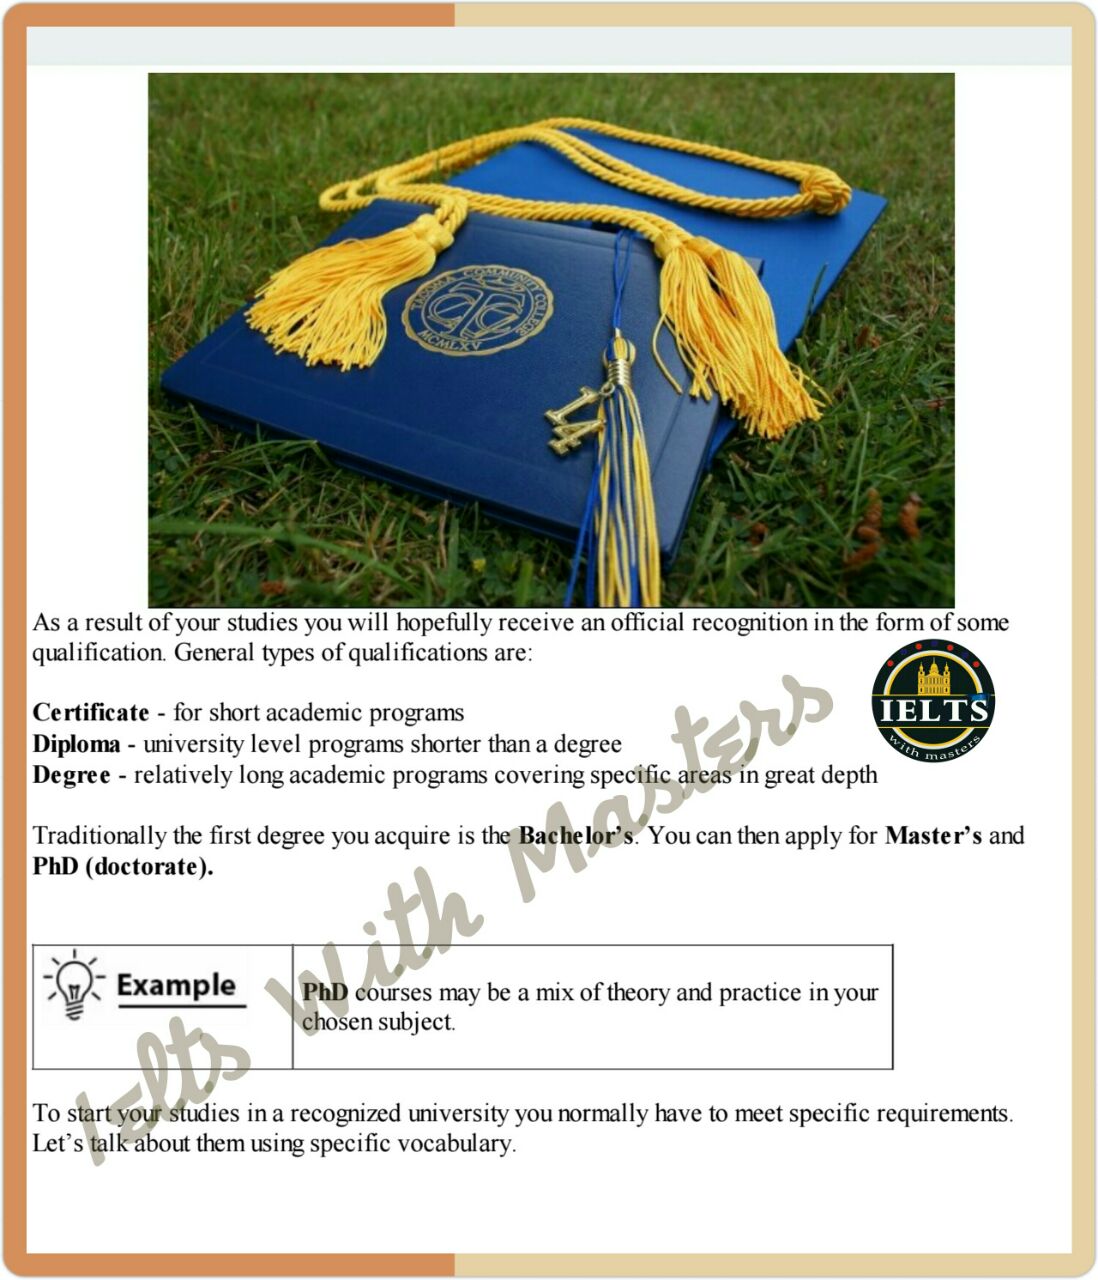 TACOMA COMMUNITY COLLEGE
TCC
MCMLXV
14
As a result of your studies you will hopefully receive an official recognition in the form of some
qualification. General types of qualifications are:
IELTS
with masters
Certificate - for short academic programs
Diploma - university level programs shorter than a degree
Degree - relatively long academic programs covering specific areas in great depth
Traditionally the first degree you acquire is the Bachelor’s. You can then apply for Master’s and
PhD (doctorate).
Example
PhD courses may be a mix of theory and practice in your
chosen subject.
To start your studies in a recognized university you normally have to meet specific requirements.
Let’s talk about them using specific vocabulary.
Ielts With Masters